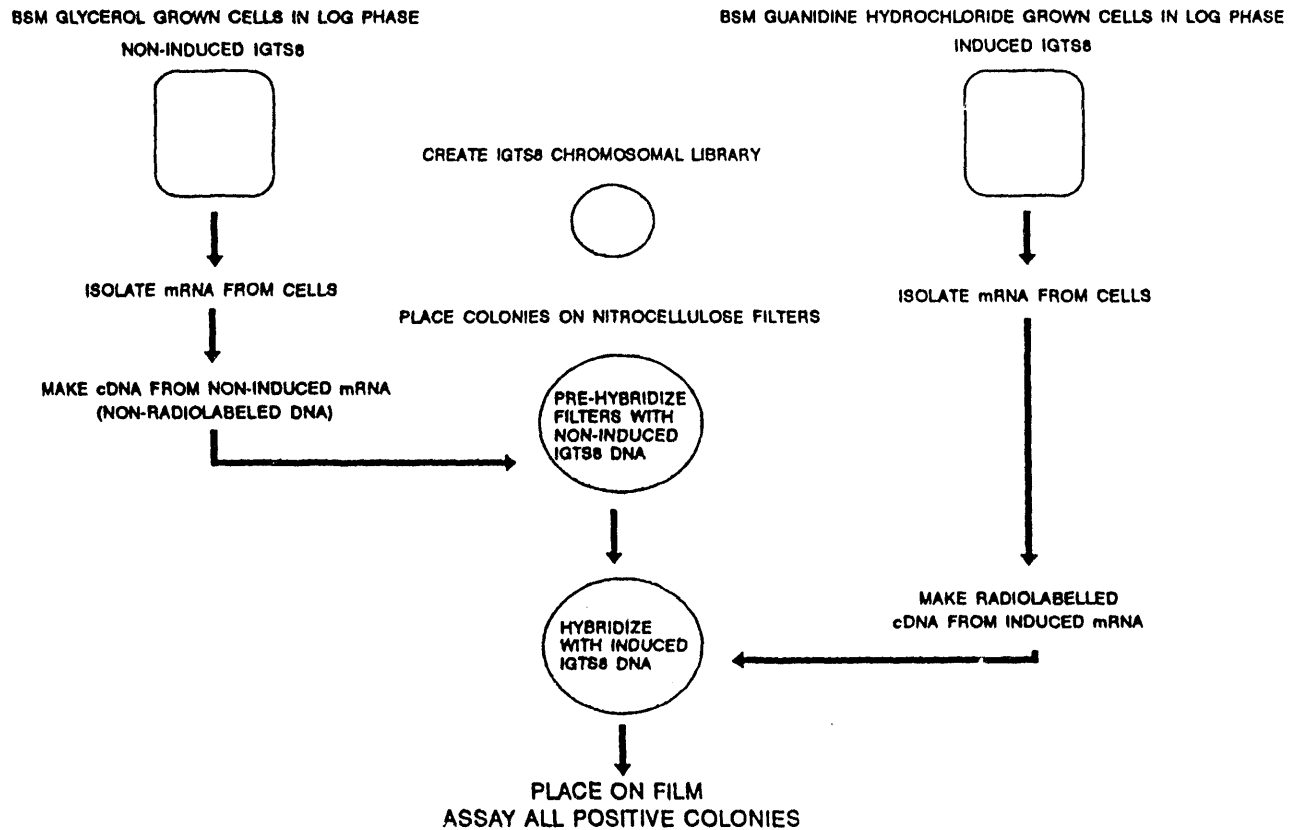 BSM GLYCEROL GROWN CELLS IN LOG PHASE
NON-INDUCED IGTS8
BSM GUANIDINE HYDROCHLORIDE GROWN CELLS IN LOG PHASE
INDUCED IGTS8
CREATE IGTS8 CHROMOSOMAL LIBRARY
ISOLATE mRNA FROM CELLS
ISOLATE mRNA FROM CELLS
PLACE COLONIES ON NITROCELLULOSE FILTERS
MAKE cDNA FROM NON-INDUCED mRNA
(NON-RADIOLABELED DNA)
PRE-HYBRIDIZE
FILTERS WITH
NON-INDUCED
IGTS8 DNA
HYBRIDIZE
WITH INDUCED
IGTS8 DNA
MAKE RADIOLABELLED
cDNA FROM INDUCED mRNA
PLACE ON FILM
ASSAY ALL POSITIVE COLONIES